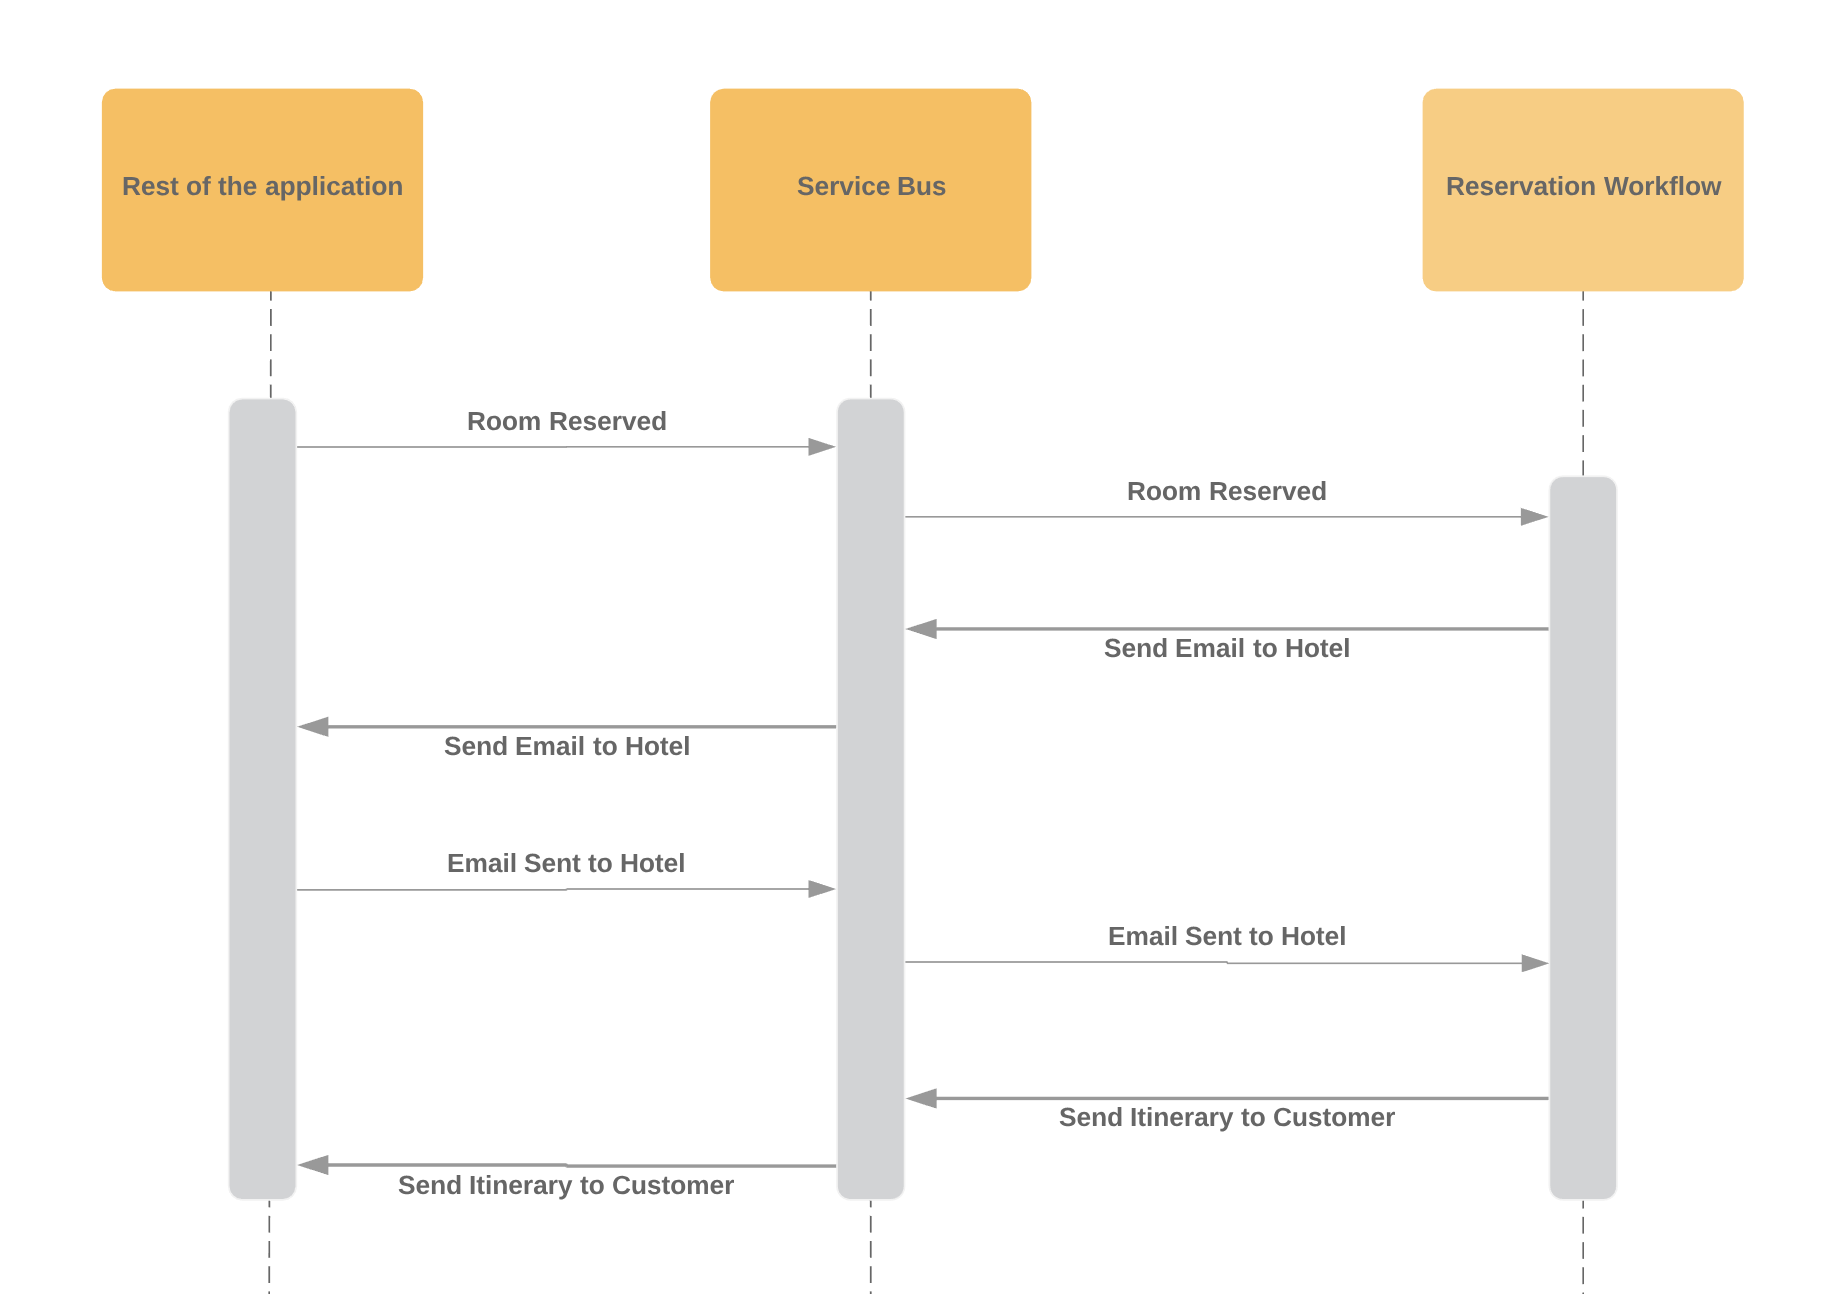 Rest of the application
Service Bus
Reservation Workflow
Room Reserved
Room Reserved
Send Email to Hotel
Send Email to Hotel
Email Sent to Hotel
Email Sent to Hotel
Send Itinerary to Customer
Send Itinerary to Customer